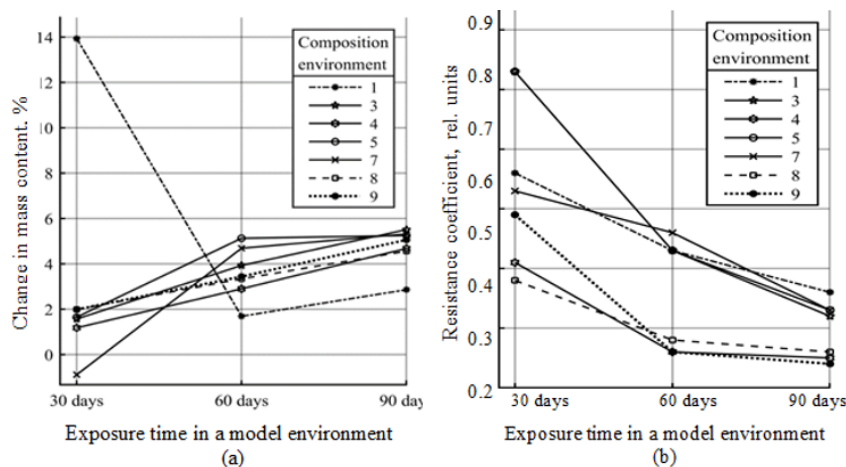 14
12
10
8
6
4
2
0
Change in mass content. %
Composition
environment
1
3
4
5
7
8
9
30 days
60 days
90 da
Exposure time in a model environment
(a)
0.9
0.8
0.7
0.6
0.5
0.4
0.3
0.2
Resistance coefficient, rel. units
Composition
environment
1
3
4
5
7
8
9
30 days
60 days
90 days
Exposure time in a model environment
(b)